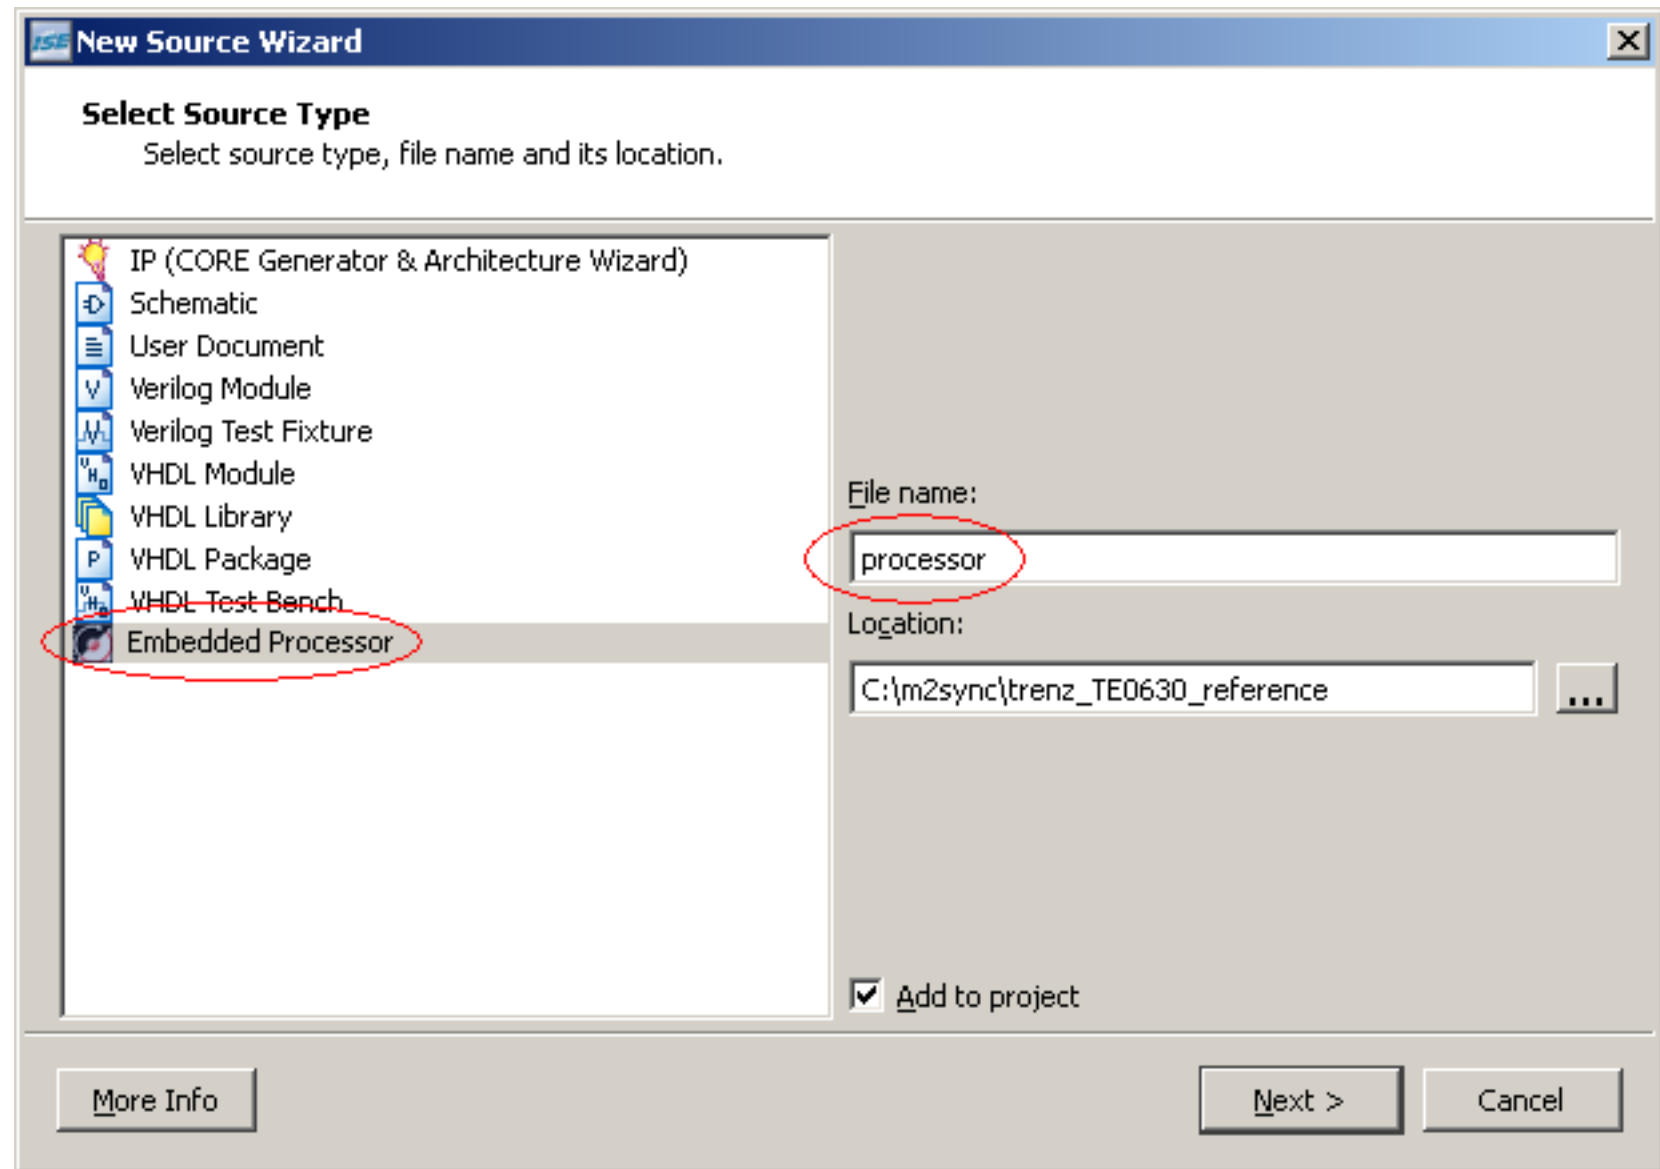 ISE New Source Wizard
Select Source Type
Select source type, file name and its location.
IP (CORE Generator & Architecture Wizard)
Schematic
User Document
V Verilog Module
Verilog Test Fixture
VHDL Module
VHDL Library
P VHDL Package
VHDL Test Bench
Embedded Processor
File name:
processor
Location:
C:\m2sync\trenz_TE0630_reference
...
Add to project
More Info
Next >
Cancel